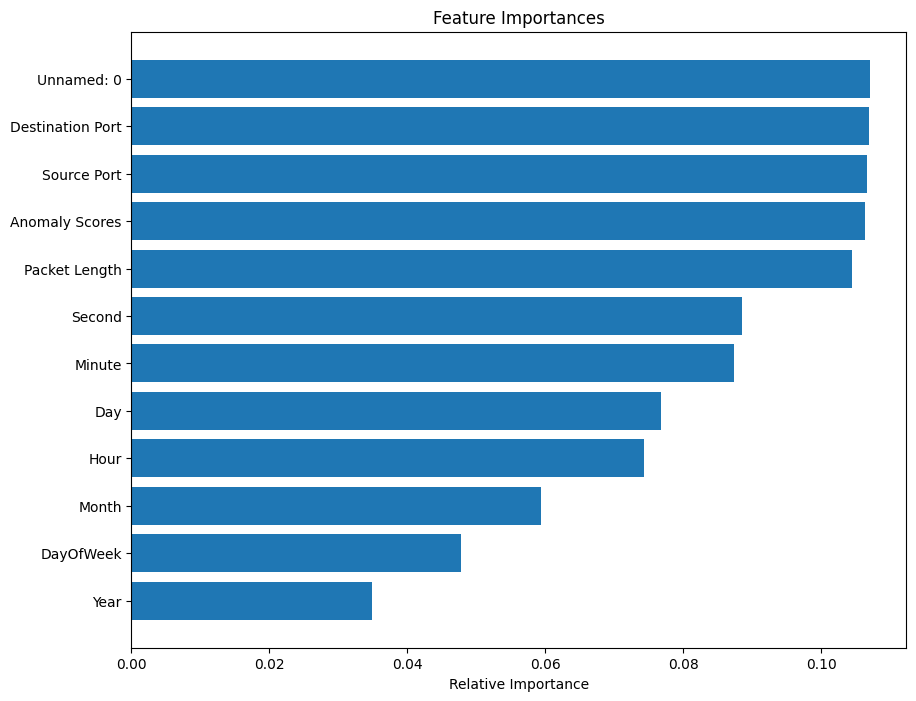 Feature Importances
Unnamed: 0
Destination Port
Source Port
Anomaly Scores
Packet Length
Second
Minute
Day
Hour
Month
DayOfWeek
Year
0.00 0.02 0.04 0.06 0.08 0.10
Relative Importance